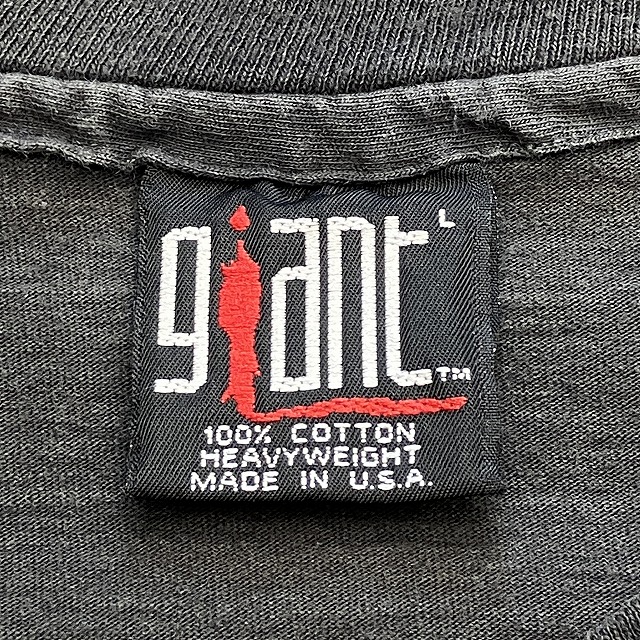 giant L
TM
100% COTTON
HEAVYWEIGHT
MADE IN U.S.A.